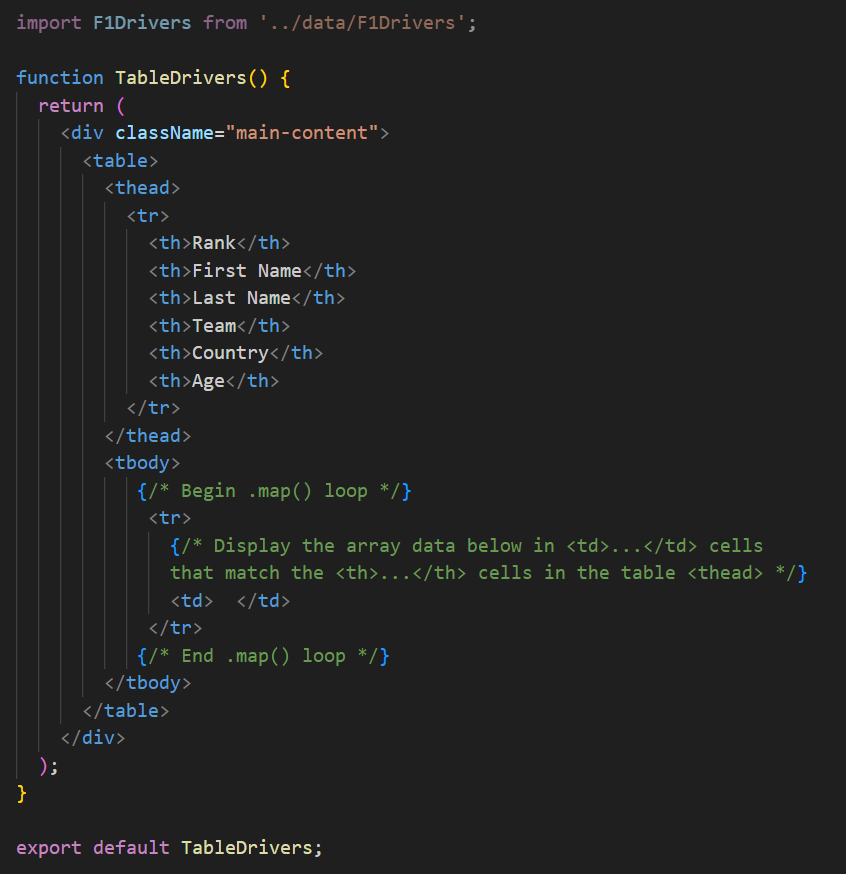 import F1Drivers from '../data/F1Drivers';

function TableDrivers() {
  return (
    <div className="main-content">
      <table>
        <thead>
          <tr>
            <th>Rank</th>
            <th>First Name</th>
            <th>Last Name</th>
            <th>Team</th>
            <th>Country</th>
            <th>Age</th>
          </tr>
        </thead>
        <tbody>
           {/* Begin .map() loop */}
            <tr>
              {/* Display the array data below in <td>...</td> cells
              that match the <th>...</th> cells in the table <thead> */}
              <td>  </td>
            </tr>
           {/* End .map() loop */}
        </tbody>
      </table>
    </div>
  );
}

export default TableDrivers;